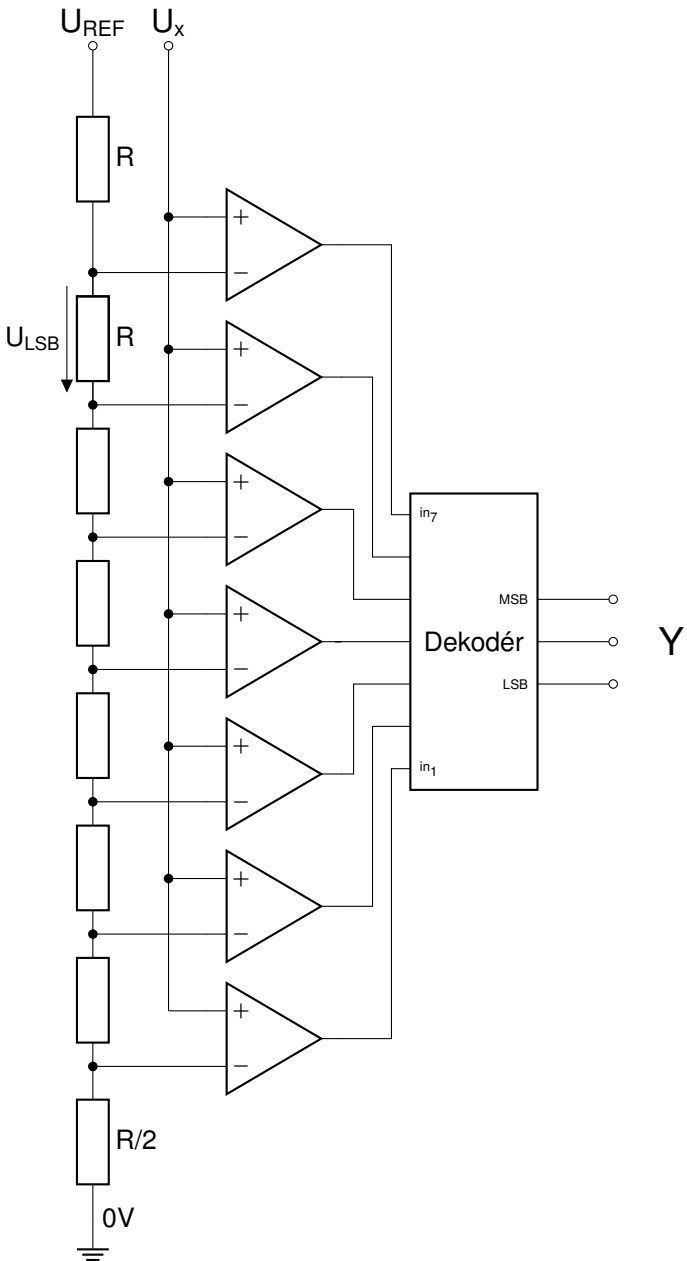 U_REF U_x
R
+
−
U_LSB R
+
−
+
−
in_7
+
−
MSB
Dekodér Y
LSB
+
−
in_1
+
−
+
−
R/2
0V